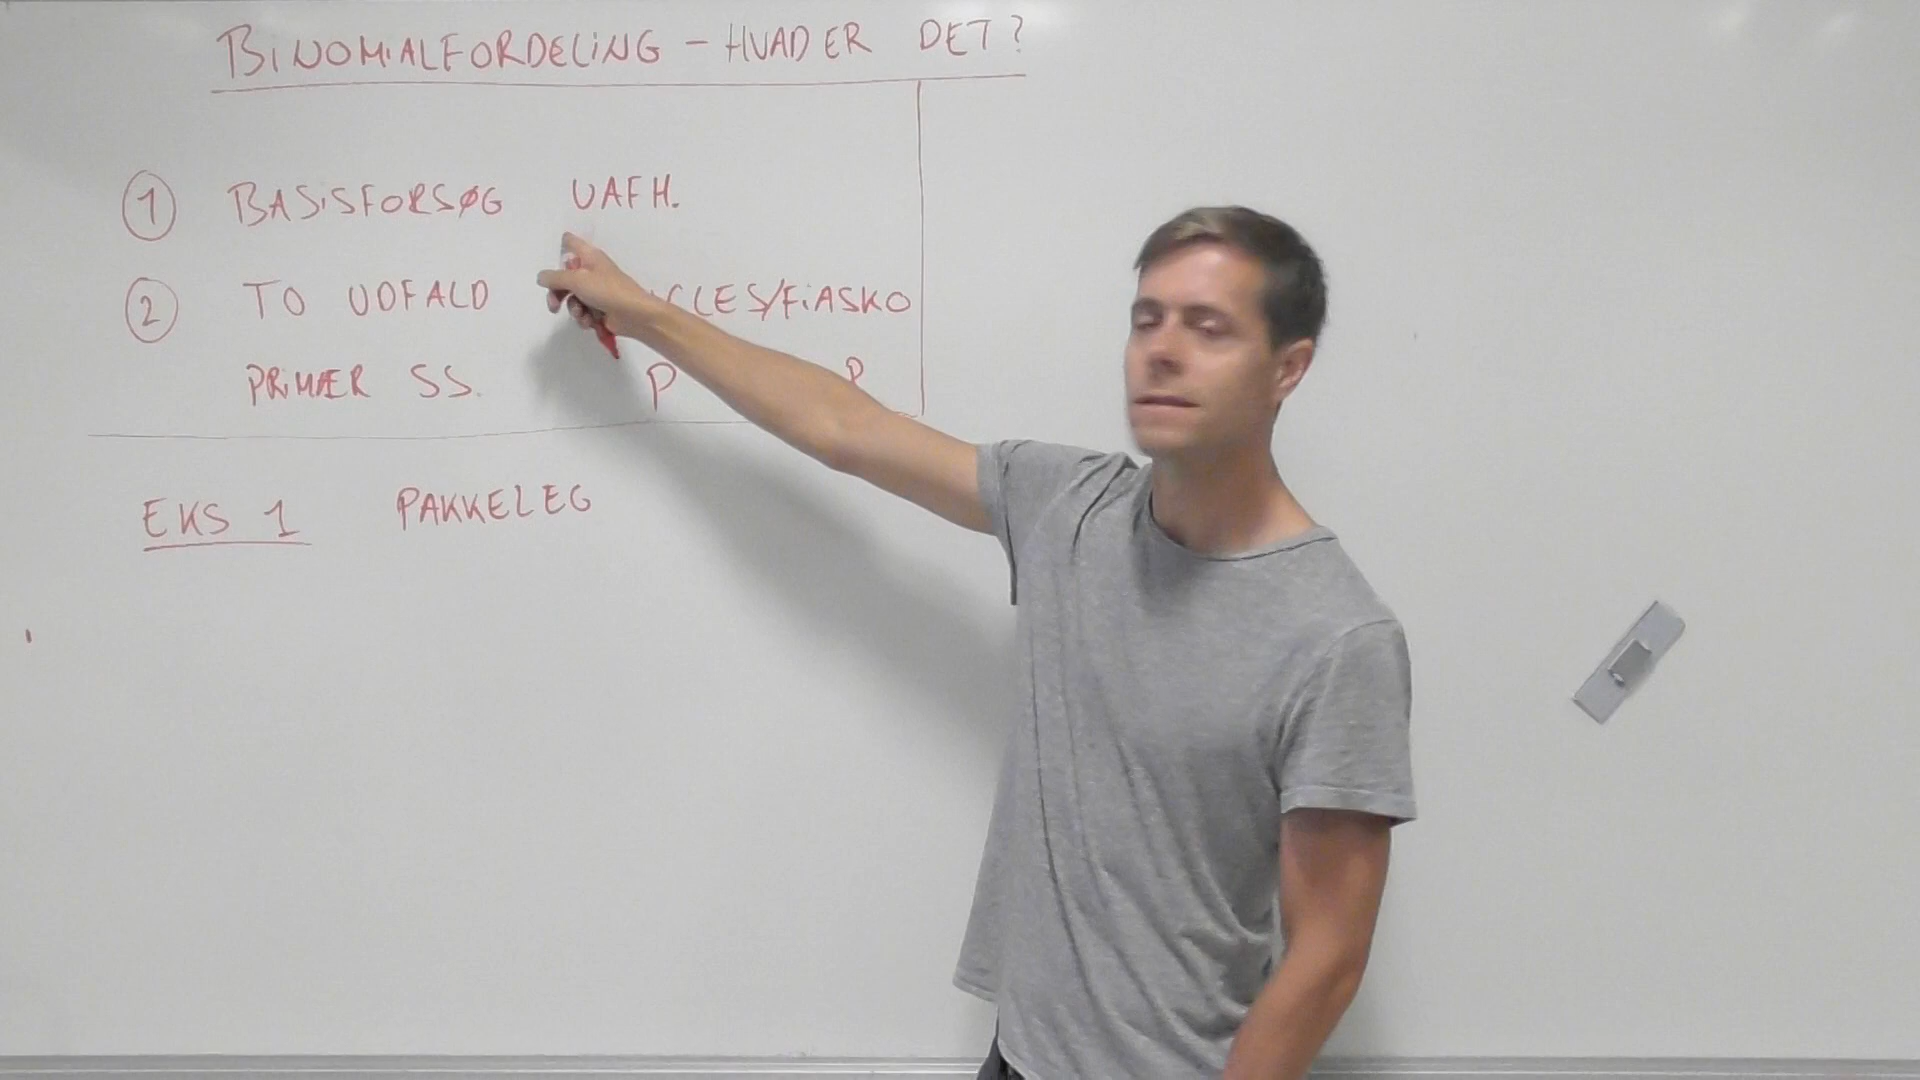 BINOMIALFORDELING - HVAD ER DET?
1 BASISFORSØG UAFH.
2 TO UDFALD /FIASKO
PRIMÆR SS. P
EKS 1 PAKKELEG